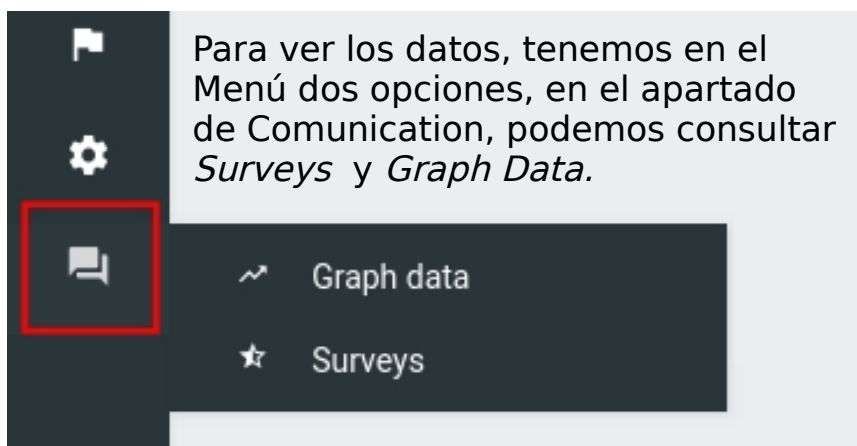 Para ver los datos, tenemos en el
Menú dos opciones, en el apartado
de Comunication, podemos consultar
Surveys y Graph Data.
Graph data
Surveys